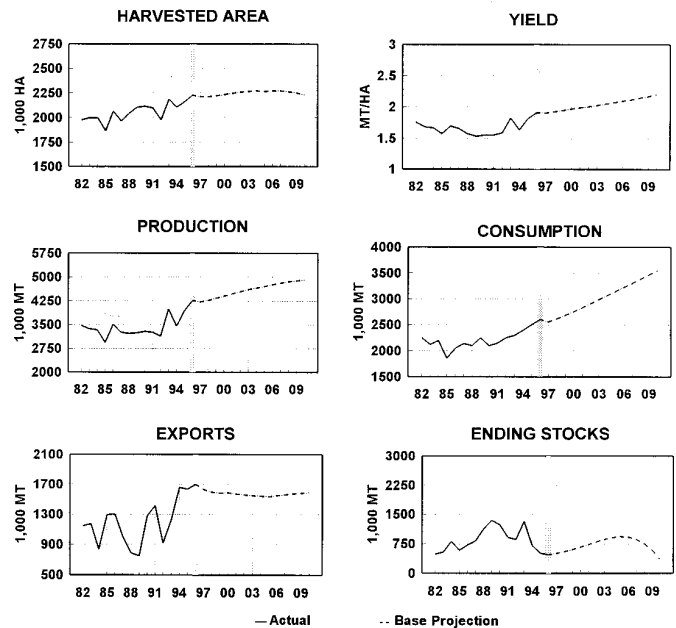 HARVESTED AREA
1,000 HA
2750
2500
2250
2000
1750
1500
82 85 88 91 94 97 00 03 06 09
YIELD
MT/HA
3
2.5
2
1.5
1
82 85 88 91 94 97 00 03 06 09
PRODUCTION
1,000 MT
5750
5000
4250
3500
2750
2000
82 85 88 91 94 97 00 03 06 09
CONSUMPTION
1,000 MT
4000
3500
3000
2500
2000
1500
82 85 88 91 94 97 00 03 06 09
EXPORTS
1,000 MT
2100
1700
1300
900
500
82 85 88 91 94 97 00 03 06 09
ENDING STOCKS
1,000 MT
3000
2250
1500
750
0
82 85 88 91 94 97 00 03 06 09
Actual
Base Projection